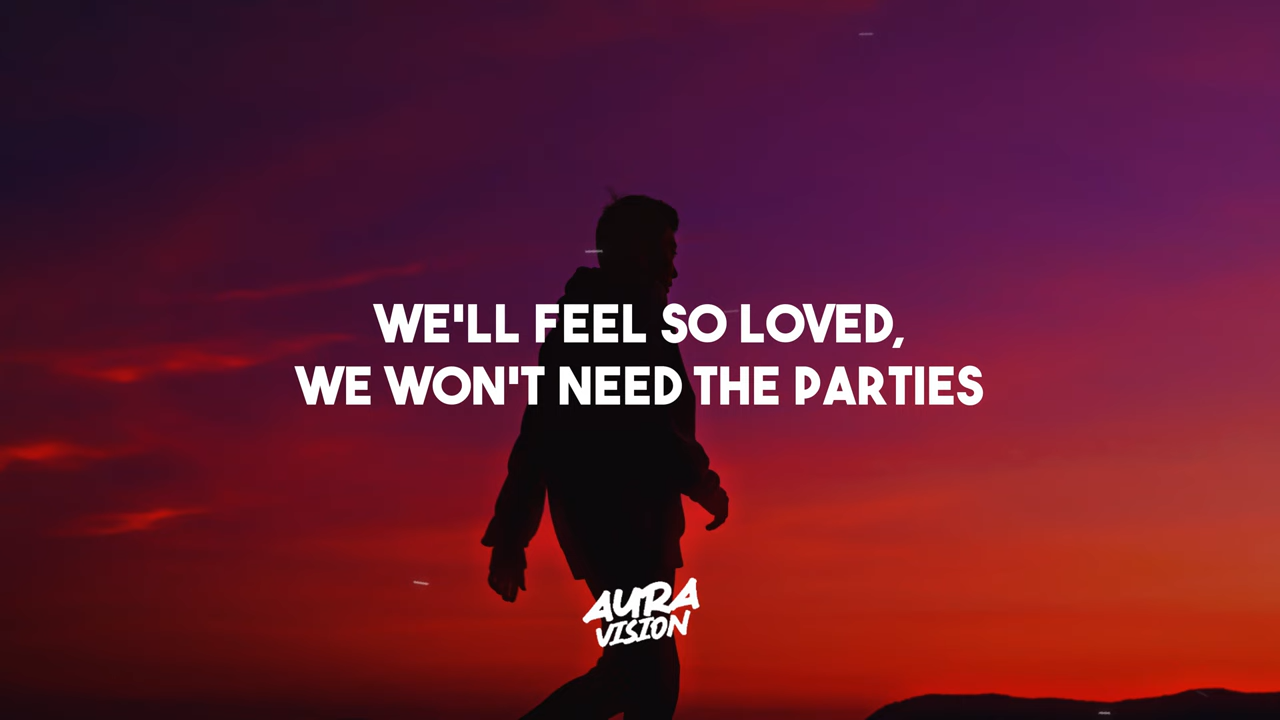 WE'LL FEEL SO LOVED,
WE WON'T NEED THE PARTIES
AURA
VISION